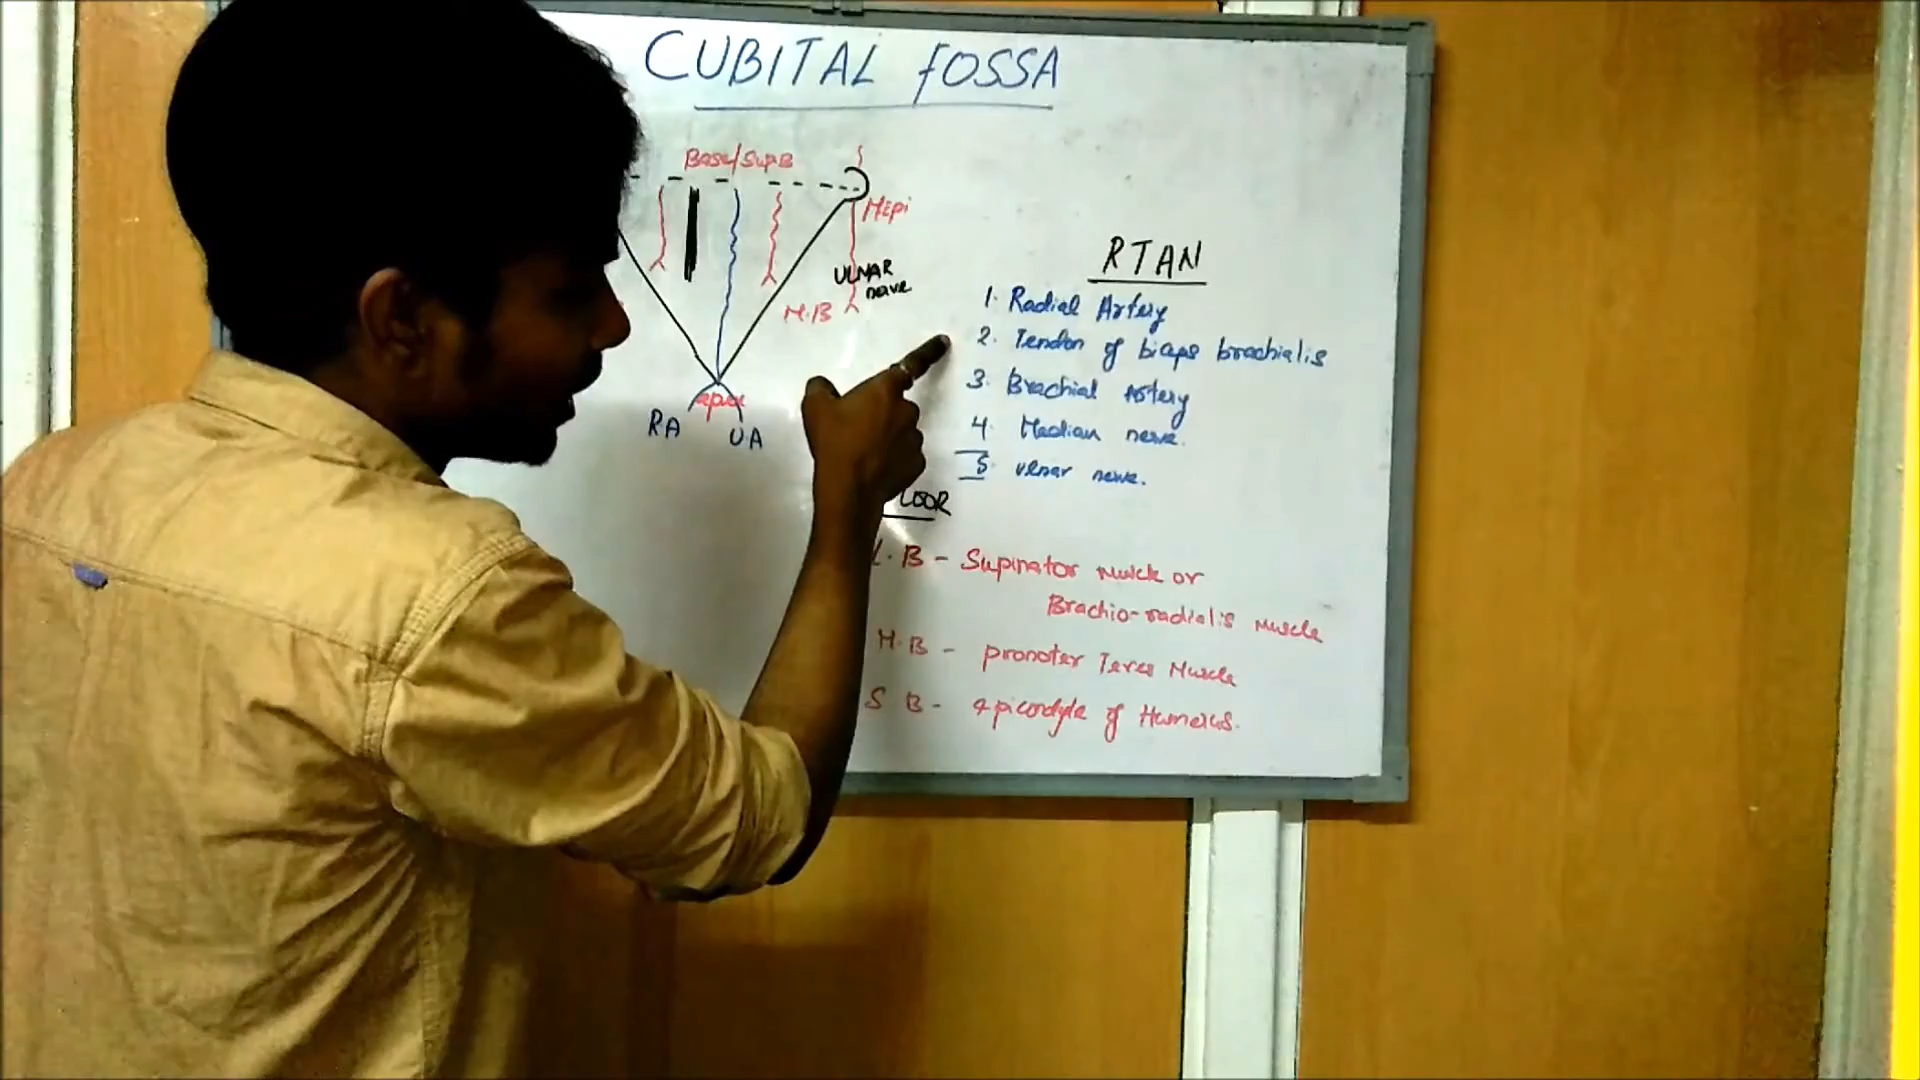 CUBITAL FOSSA
Base/SupB
MEpi
ULNAR
nerve
M.B
apex
RA
UA
RTAN
1. Radial Artery
2. Tendon of biceps brachialis
3. Brachial Artery
4. Median nerve.
5. ulnar nerve.
LOOR
L.B - Supinator Muscle or
Brachio-radialis Muscle
M.B - pronoter Teres Muscle
S B - epicondyle of Humerus.